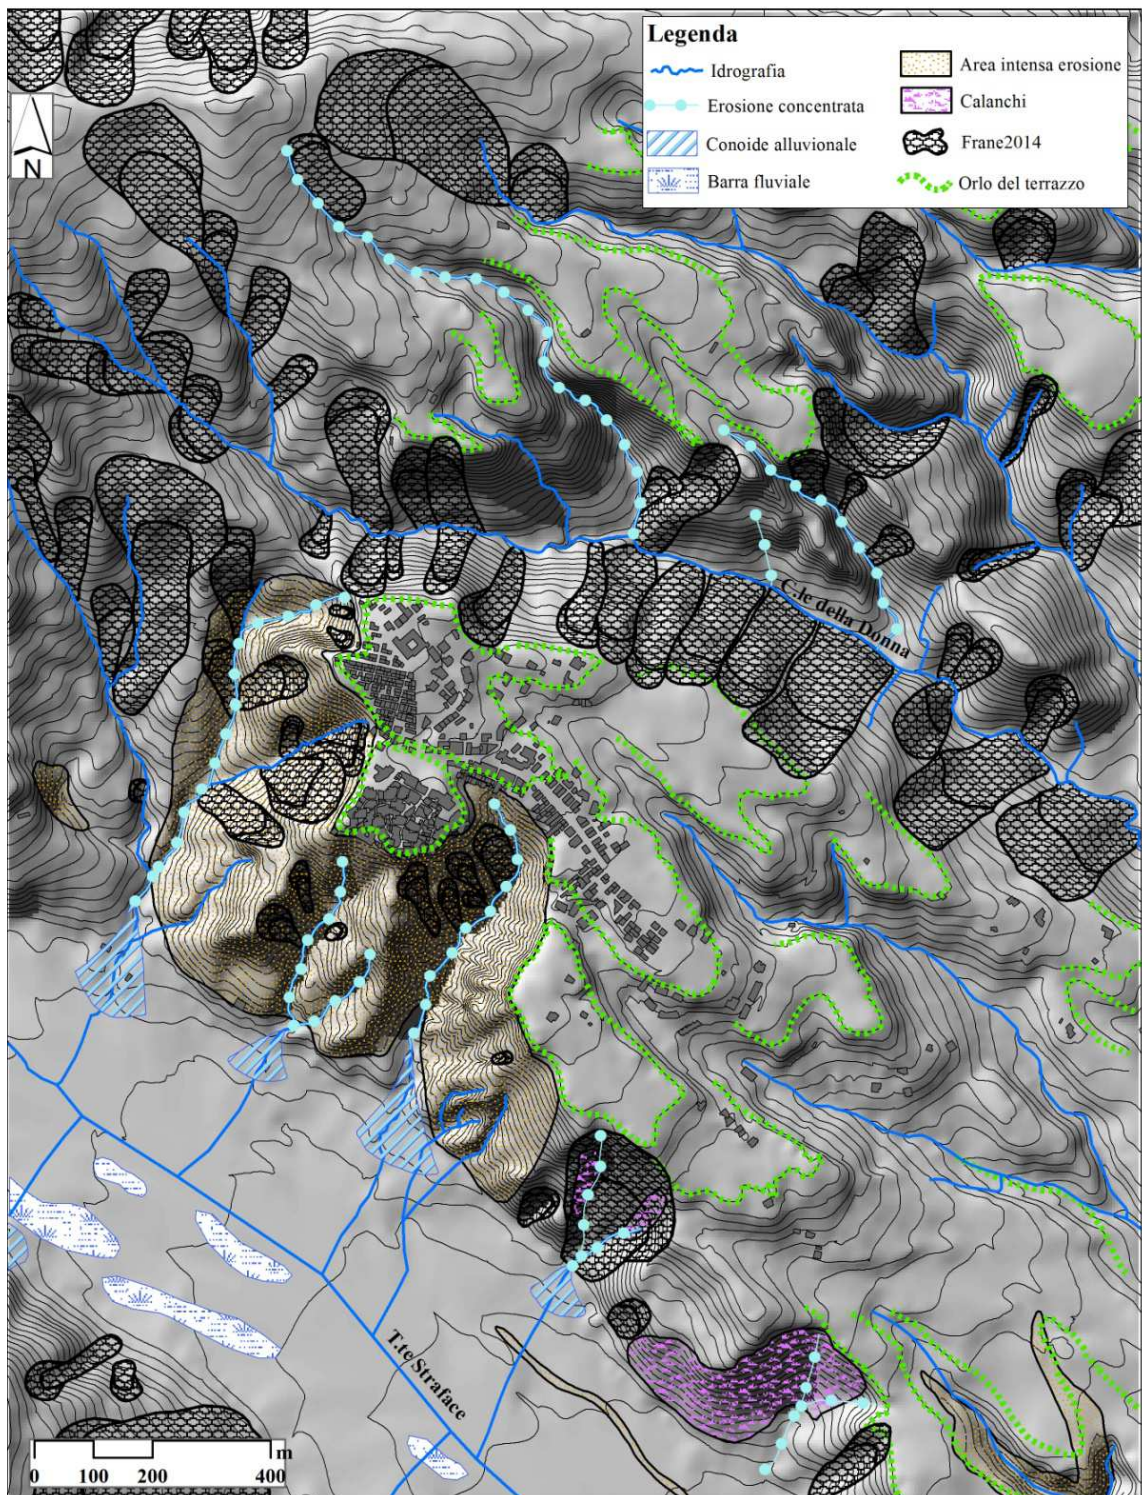 Legenda
Idrografia
Erosione concentrata
Conoide alluvionale
Barra fluviale
Area intensa erosione
Calanchi
Frane2014
Orlo del terrazzo
N
C.le della Donna
T.te Straface
m
0 100 200 400